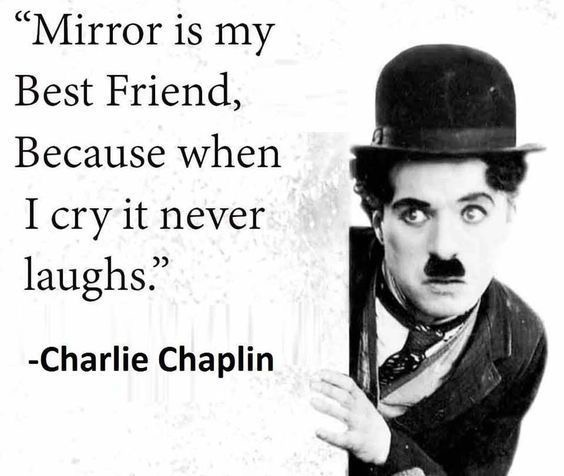 “Mirror is my
Best Friend,
Because when
I cry it never
laughs.”
-Charlie Chaplin